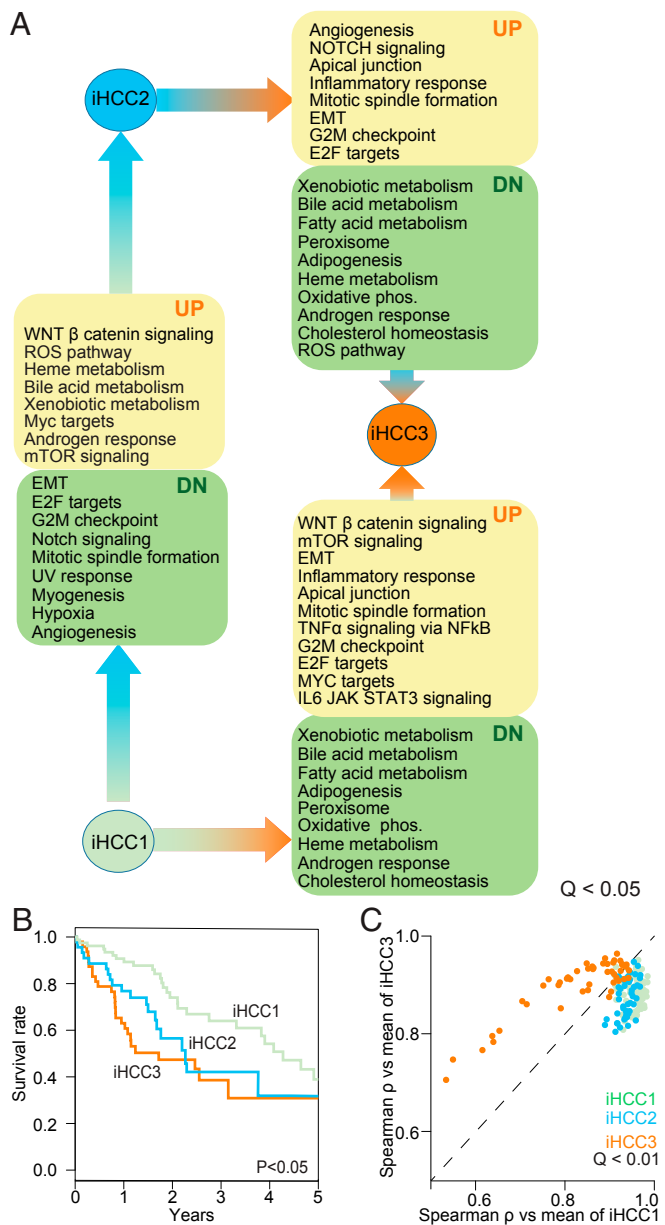 A
iHCC2
UP
Angiogenesis
NOTCH signaling
Apical junction
Inflammatory response
Mitotic spindle formation
EMT
G2M checkpoint
E2F targets
DN
Xenobiotic metabolism
Bile acid metabolism
Fatty acid metabolism
Peroxisome
Adipogenesis
Heme metabolism
Oxidative phos.
Androgen response
Cholesterol homeostasis
ROS pathway
UP
WNT β catenin signaling
ROS pathway
Heme metabolism
Bile acid metabolism
Xenobiotic metabolism
Myc targets
Androgen response
mTOR signaling
DN
EMT
E2F targets
G2M checkpoint
Notch signaling
Mitotic spindle formation
UV response
Myogenesis
Hypoxia
Angiogenesis
iHCC3
UP
WNT β catenin signaling
mTOR signaling
EMT
Inflammatory response
Apical junction
Mitotic spindle formation
TNFα signaling via NFkB
G2M checkpoint
E2F targets
MYC targets
IL6 JAK STAT3 signaling
DN
Xenobiotic metabolism
Bile acid metabolism
Fatty acid metabolism
Adipogenesis
Peroxisome
Oxidative phos.
Heme metabolism
Androgen response
Cholesterol homeostasis
iHCC1
Q < 0.05
B
Survival rate
1.0
0.8
0.6
0.4
0.2
0.0
iHCC1
iHCC2
iHCC3
P<0.05
0 1 2 3 4 5
Years
C
Spearman ρ vs mean of iHCC3
1.0
0.9
0.8
0.6
iHCC1
iHCC2
iHCC3
Q < 0.01
0.6 0.8 1.0
Spearman ρ vs mean of iHCC1